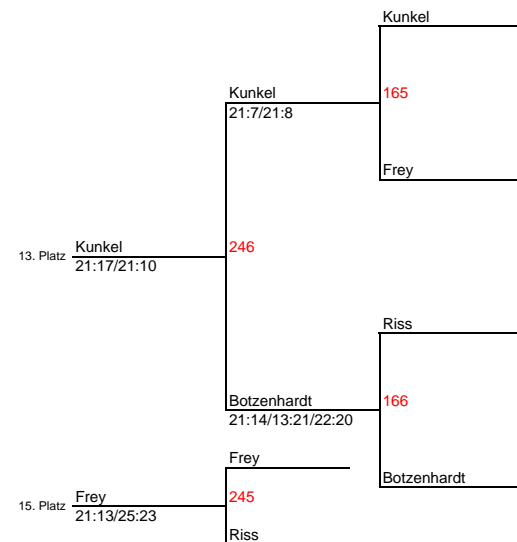 Kunkel
Kunkel
165
21:7/21:8
Frey
Kunkel
246
13. Platz
21:17/21:10
Riss
Botzenhardt
166
21:14/13:21/22:20
Frey
Botzenhardt
Frey
245
15. Platz
21:13/25:23
Riss